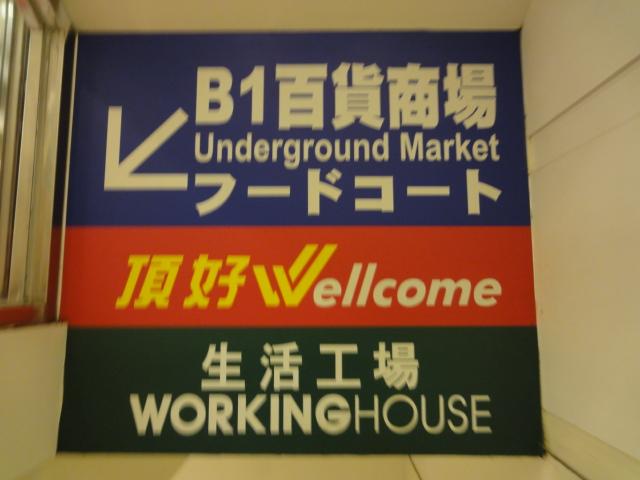 B1百貨商場
Underground Market
フードコート
頂好Wellcome
生活工場
WORKINGHOUSE